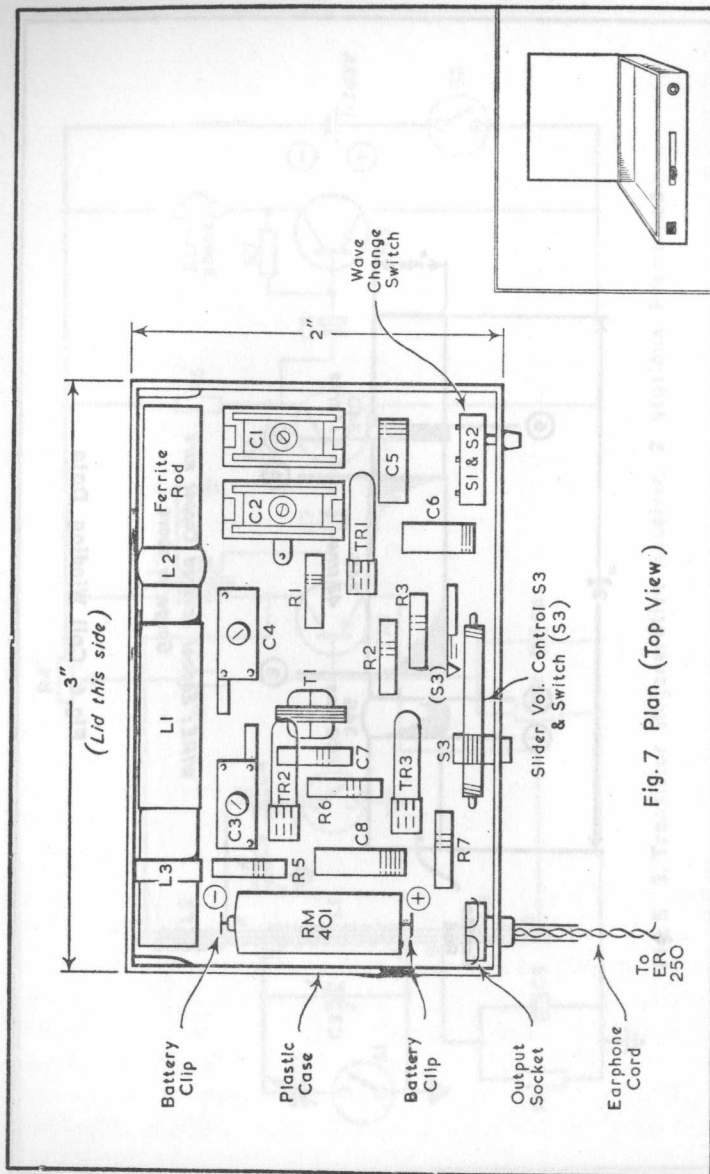 3"
(Lid this side)
2"
L3
L1
L2
Ferrite
Rod
Battery
Clip
Plastic
Case
Battery
Clip
Output
Socket
Earphone
Cord
To
ER
250
RM
401
R5
C3
C4
C2
C1
TR2
T1
R1
TR1
C5
C7
R6
C8
TR3
R2
R3
C6
R7
S3
(S3)
S1 & S2
Wave
Change
Switch
Slider Vol. Control S3
& Switch (S3)
Fig. 7 Plan (Top View)